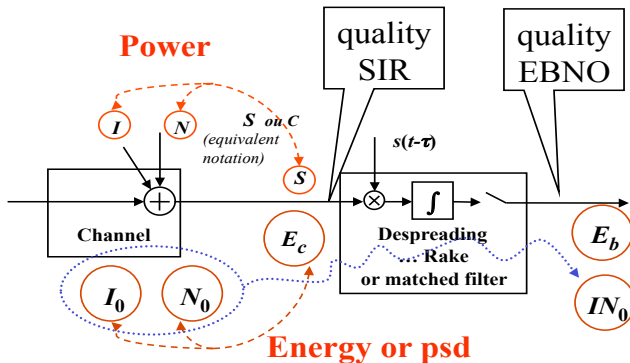 Power
quality
SIR
quality
EBNO
I
N
S ou C
(equivalent
notation)
S
s(t-τ)
+
×
∫
Channel
Despreading
... Rake
or matched filter
E_c
E_b
I_0
N_0
IN_0
Energy or psd